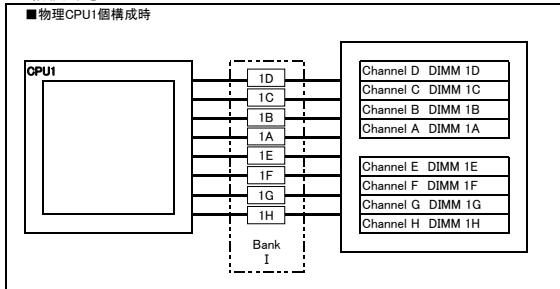 ■物理CPU1個構成時
CPU1
1D
1C
1B
1A
1E
1F
1G
1H
Bank
I
Channel D DIMM 1D
Channel C DIMM 1C
Channel B DIMM 1B
Channel A DIMM 1A
Channel E DIMM 1E
Channel F DIMM 1F
Channel G DIMM 1G
Channel H DIMM 1H